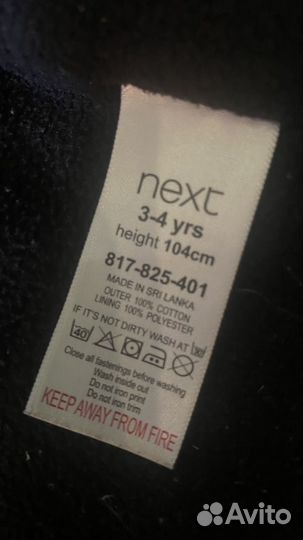 next
3-4 yrs
height 104cm
817-825-401
MADE IN SRI LANKA
OUTER 100% COTTON
LINING 100% POLYESTER
IF IT'S NOT DIRTY WASH AT
40
Close all fastenings before washing
Wash inside out
Do not iron print
Do not iron trim
KEEP AWAY FROM FIRE
Avito